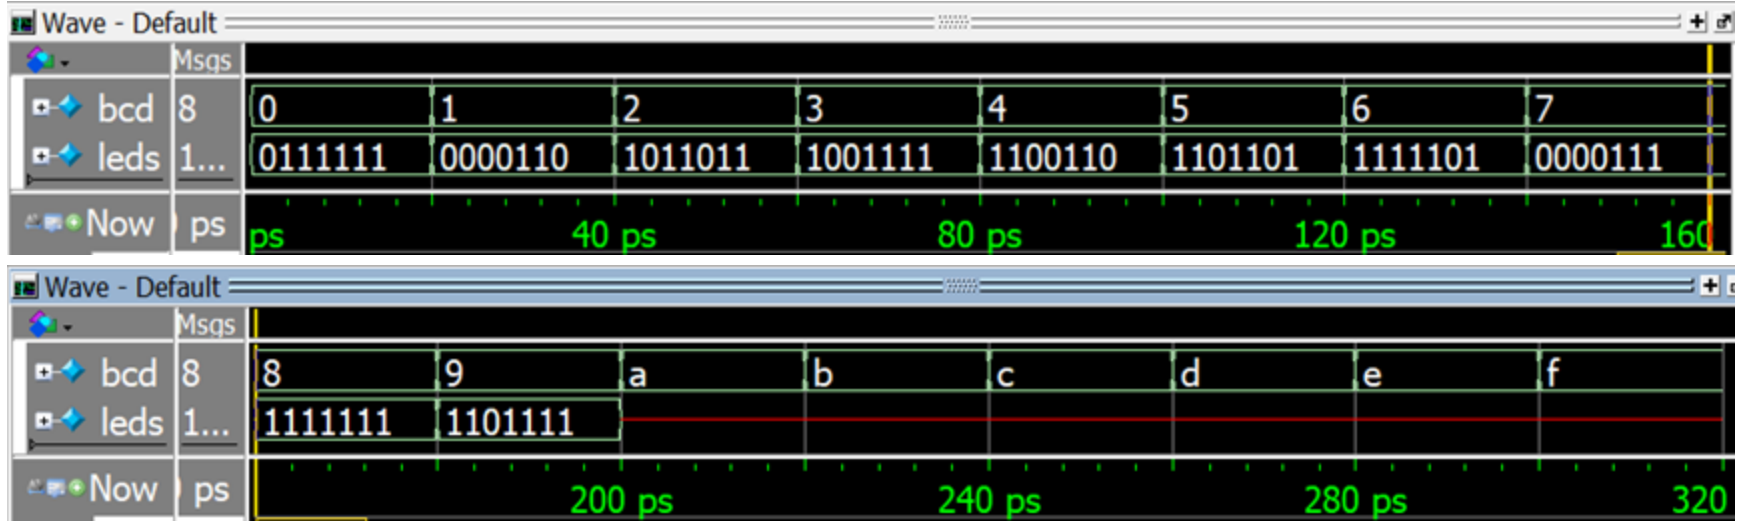 Wave - Default
Msgs
bcd 8 0 1 2 3 4 5 6 7
leds 1... 0111111 0000110 1011011 1001111 1100110 1101101 1111101 0000111
Now ps ps 40 ps 80 ps 120 ps 160
Wave - Default
Msgs
bcd 8 8 9 a b c d e f
leds 1... 1111111 1101111
Now ps 200 ps 240 ps 280 ps 320